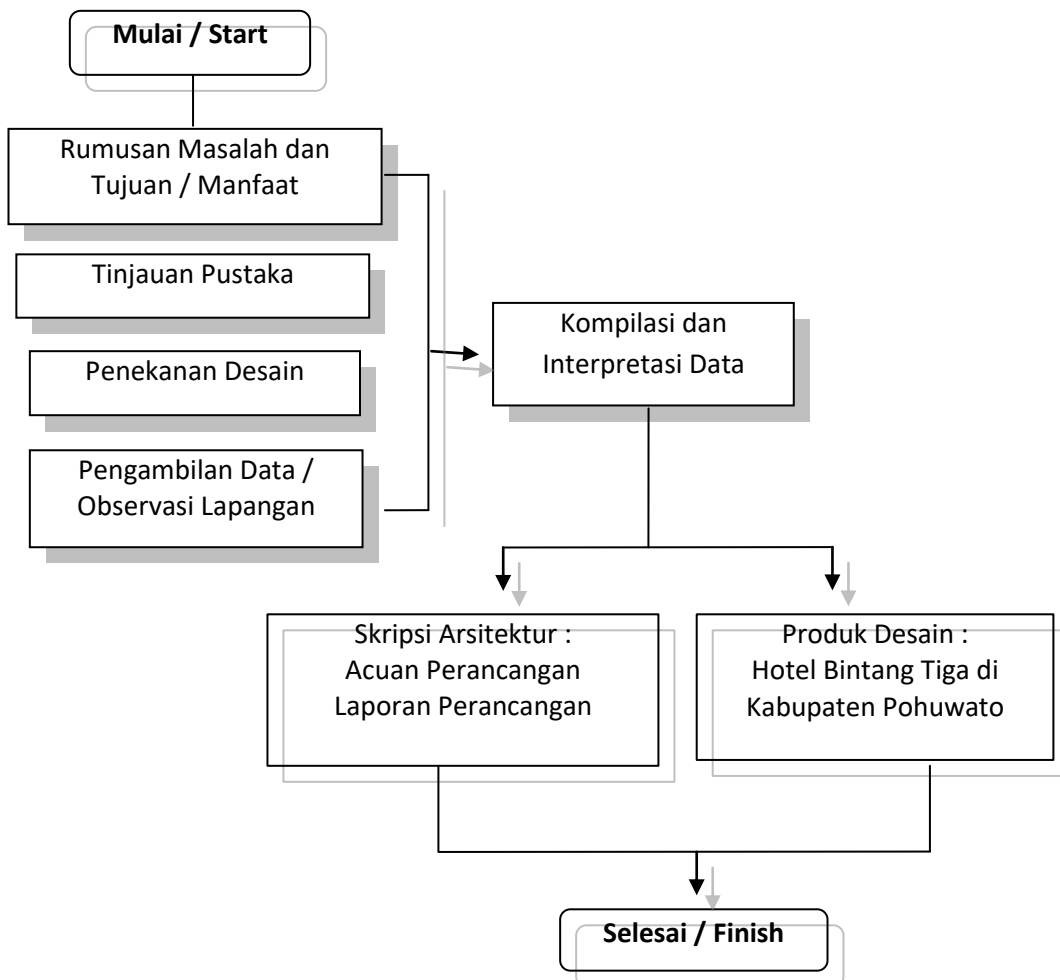 Mulai / Start
Rumusan Masalah dan
Tujuan / Manfaat
Tinjauan Pustaka
Penekanan Desain
Pengambilan Data /
Observasi Lapangan
Kompilasi dan
Interpretasi Data
Skripsi Arsitektur :
Acuan Perancangan
Laporan Perancangan
Produk Desain :
Hotel Bintang Tiga di
Kabupaten Pohuwato
Selesai / Finish